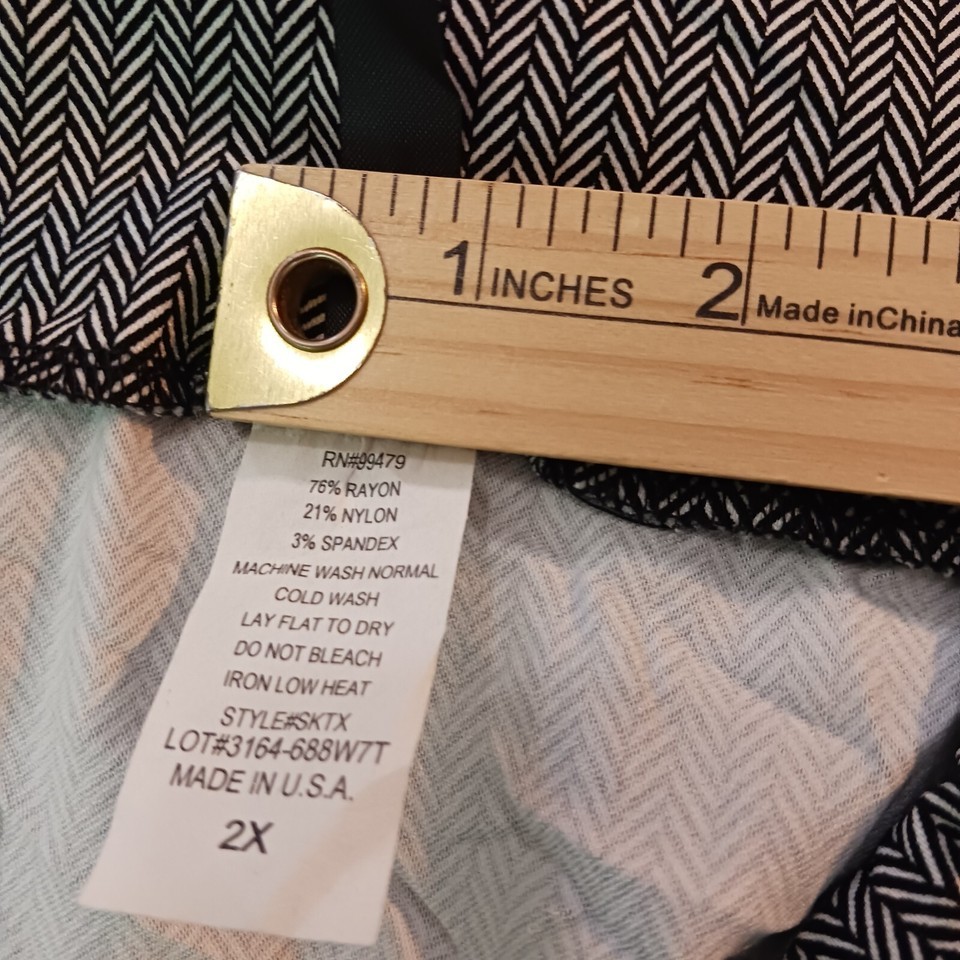 1 INCHES 2 Made in China
RN#99479
76% RAYON
21% NYLON
3% SPANDEX
MACHINE WASH NORMAL
COLD WASH
LAY FLAT TO DRY
DO NOT BLEACH
IRON LOW HEAT
STYLE#SKTX
LOT#3164-688W7T
MADE IN U.S.A.
2X